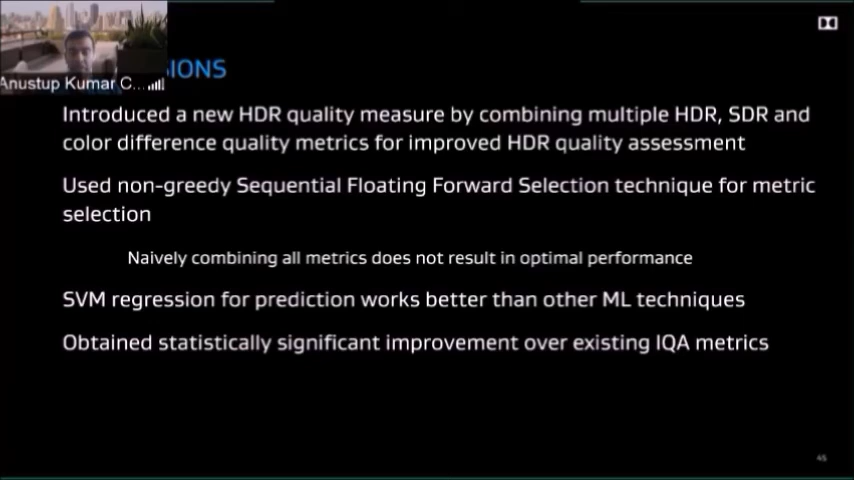 Anustup Kumar C...
SIONS
Introduced a new HDR quality measure by combining multiple HDR, SDR and
color difference quality metrics for improved HDR quality assessment
Used non-greedy Sequential Floating Forward Selection technique for metric
selection
Naively combining all metrics does not result in optimal performance
SVM regression for prediction works better than other ML techniques
Obtained statistically significant improvement over existing IQA metrics
45